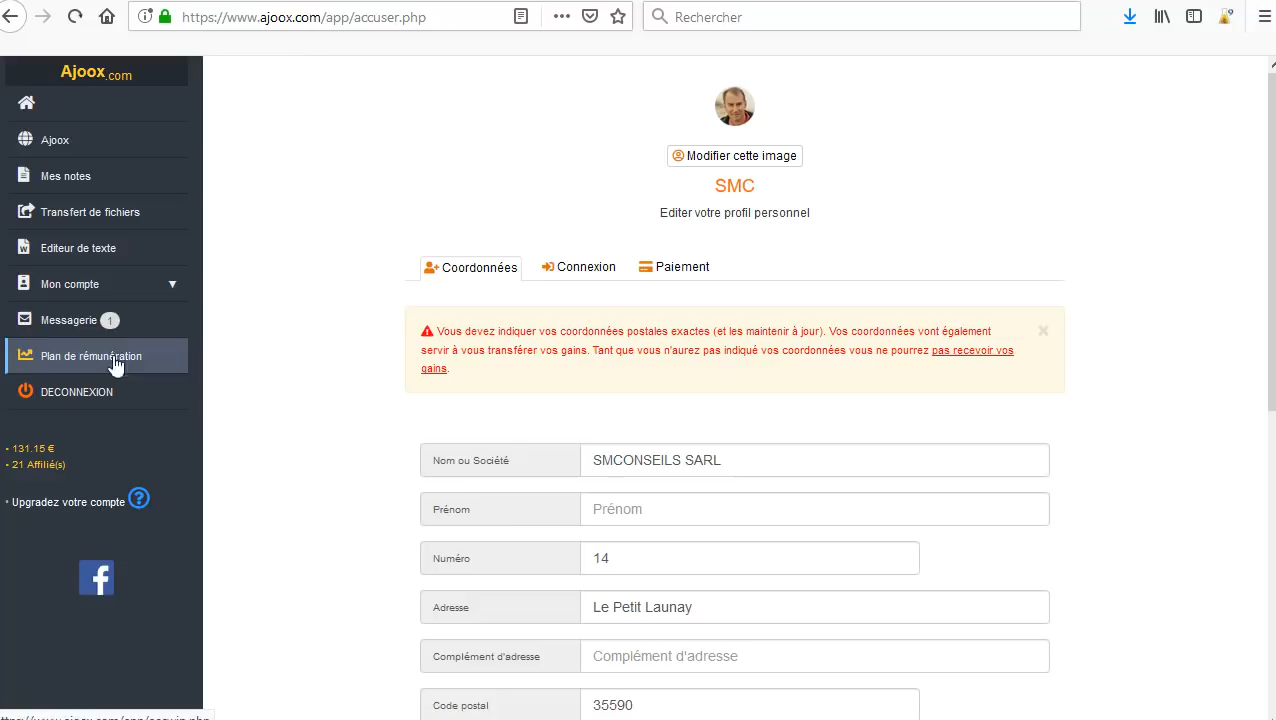 https://www.ajoox.com/app/accuser.php
Rechercher
Ajoox.com
Ajoox
Mes notes
Transfert de fichiers
Editeur de texte
Mon compte
Messagerie 1
Plan de rémunération
DECONNEXION
- 131.15 €
- 21 Affilié(s)
Upgradez votre compte ?
f
Modifier cette image
SMC
Editer votre profil personnel
Coordonnées Connexion Paiement
Vous devez indiquer vos coordonnées postales exactes (et les maintenir à jour). Vos coordonnées vont également
servir à vous transférer vos gains. Tant que vous n'aurez pas indiqué vos coordonnées vous ne pourrez pas recevoir vos
gains.
Nom ou Société SMCONSEILS SARL
Prénom Prénom
Numéro 14
Adresse Le Petit Launay
Complément d'adresse Complément d'adresse
Code postal 35590